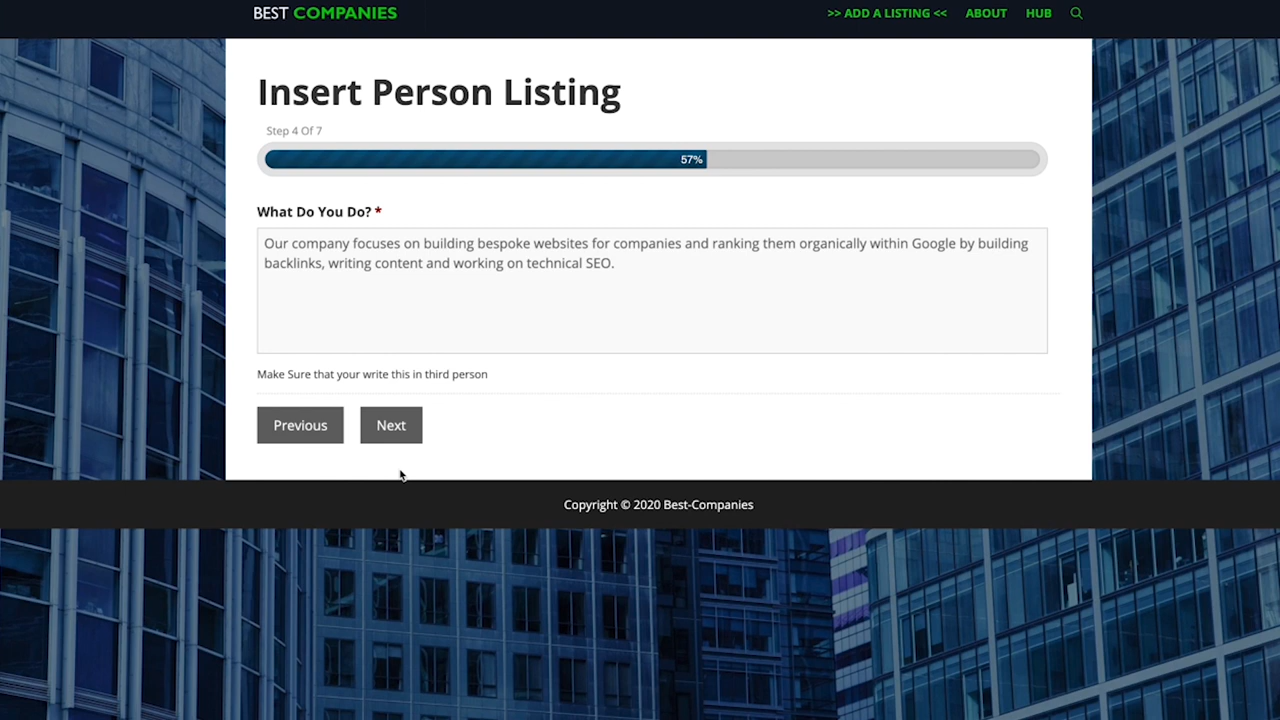 BEST COMPANIES
>> ADD A LISTING << ABOUT HUB
Insert Person Listing
Step 4 Of 7
57%
What Do You Do? *
Our company focuses on building bespoke websites for companies and ranking them organically within Google by building
backlinks, writing content and working on technical SEO.
Make Sure that your write this in third person
Previous Next
Copyright © 2020 Best-Companies